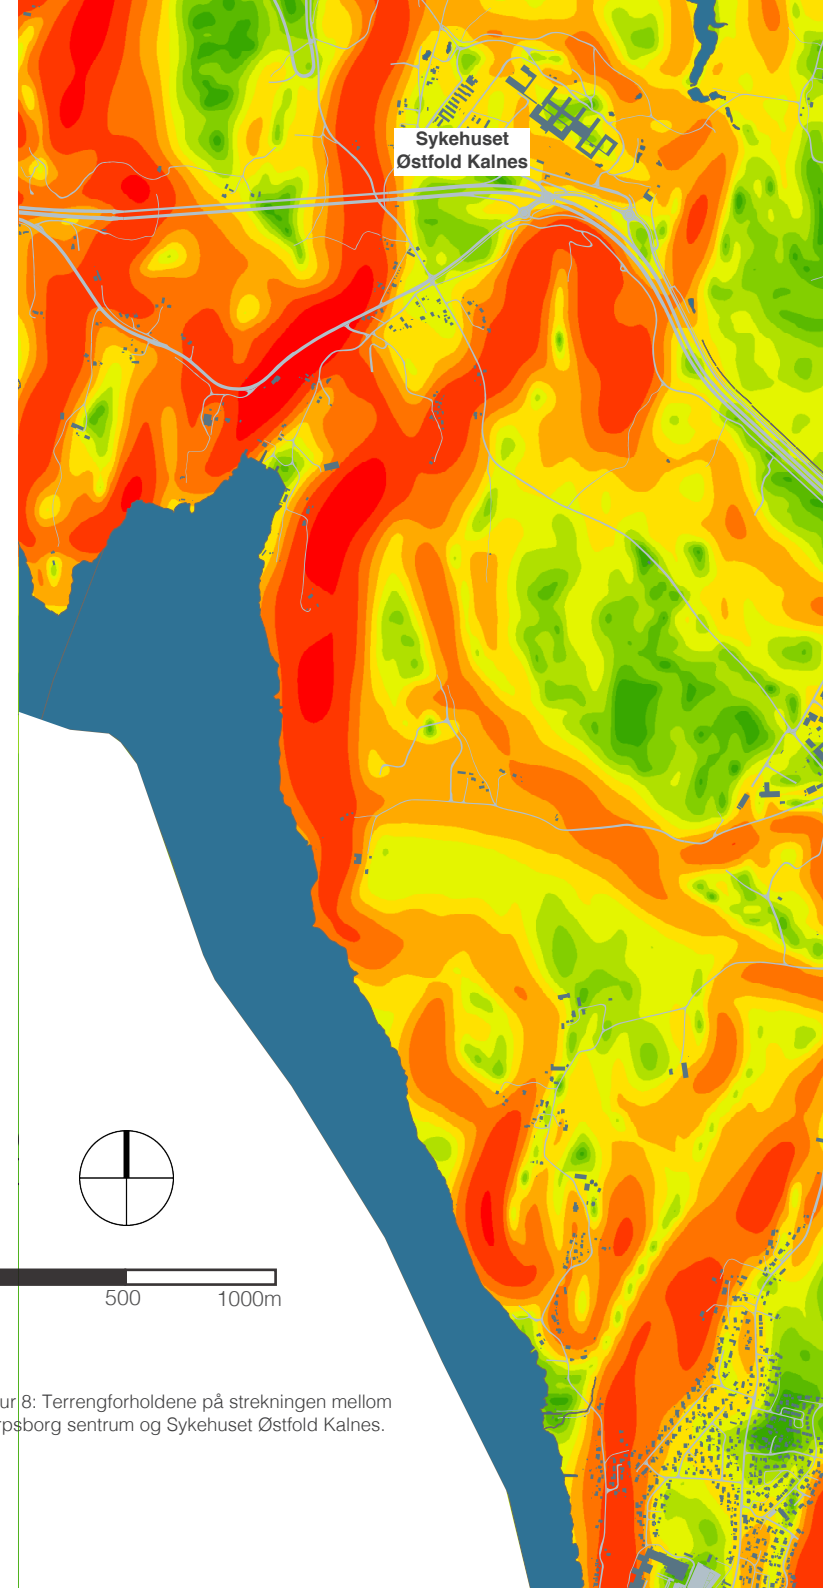 Sykehuset
Østfold Kalnes
500
1000m
8: Terrengforholdene på strekningen mellom
sentrum og Sykehuset Østfold Kalnes.